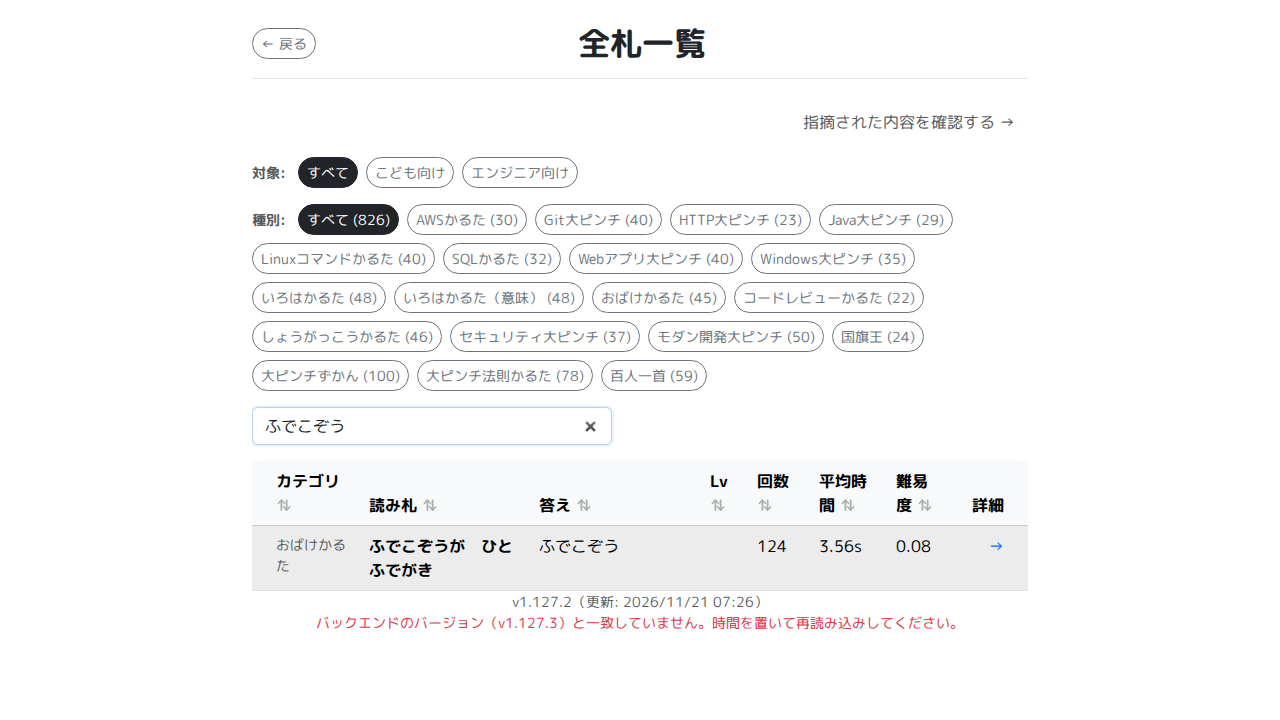 ← 戻る
全札一覧
指摘された内容を確認する →
対象: すべて こども向け エンジニア向け
種別: すべて (826) AWSかるた (30) Git大ピンチ (40) HTTP大ピンチ (23) Java大ピンチ (29)
Linuxコマンドかるた (40) SQLかるた (32) Webアプリ大ピンチ (40) Windows大ピンチ (35)
いろはかるた (48) いろはかるた（意味） (48) おばけかるた (45) コードレビューかるた (22)
しょうがっこうかるた (46) セキュリティ大ピンチ (37) モダン開発大ピンチ (50) 国旗王 (24)
大ピンチずかん (100) 大ピンチ法則かるた (78) 百人一首 (59)
ふでこぞう ×
カテゴリ ⇅ 読み札 ⇅ 答え ⇅ Lv ⇅ 回数 ⇅ 平均時間 ⇅ 難易度 ⇅ 詳細
おばけかるた ふでこぞうが　ひとふでがき ふでこぞう 124 3.56s 0.08 →
v1.127.2（更新: 2026/11/21 07:26）
バックエンドのバージョン（v1.127.3）と一致していません。時間を置いて再読み込みしてください。